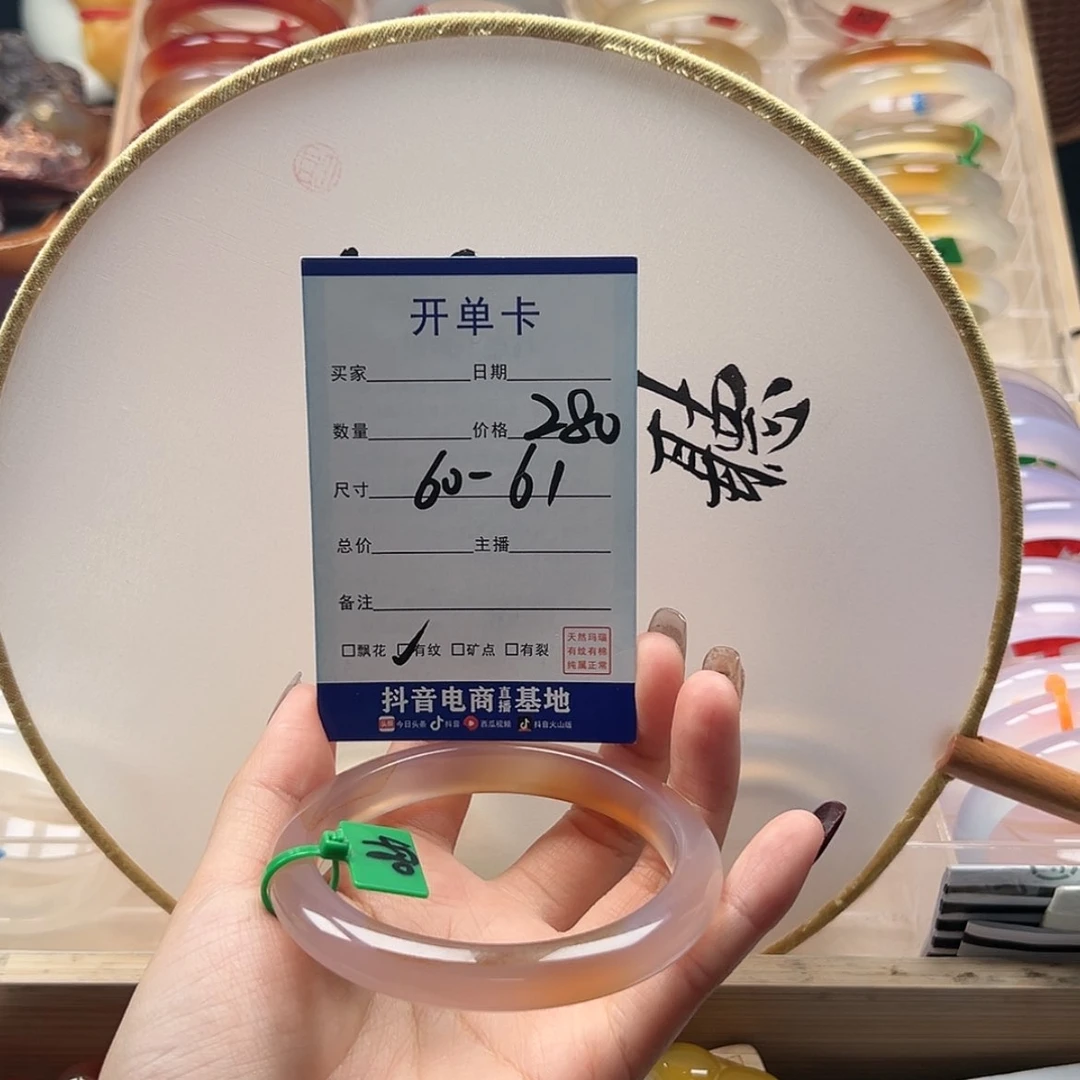 开单卡
买家 日期
数量 价格 280
尺寸 60-61
总价 主播
备注
□飘花 □有纹 □矿点 □有裂
天然玛瑙
有纹有棉
纯属正常
抖音电商直播基地
头条 今日头条 抖音 西瓜视频 抖音火山版
聽